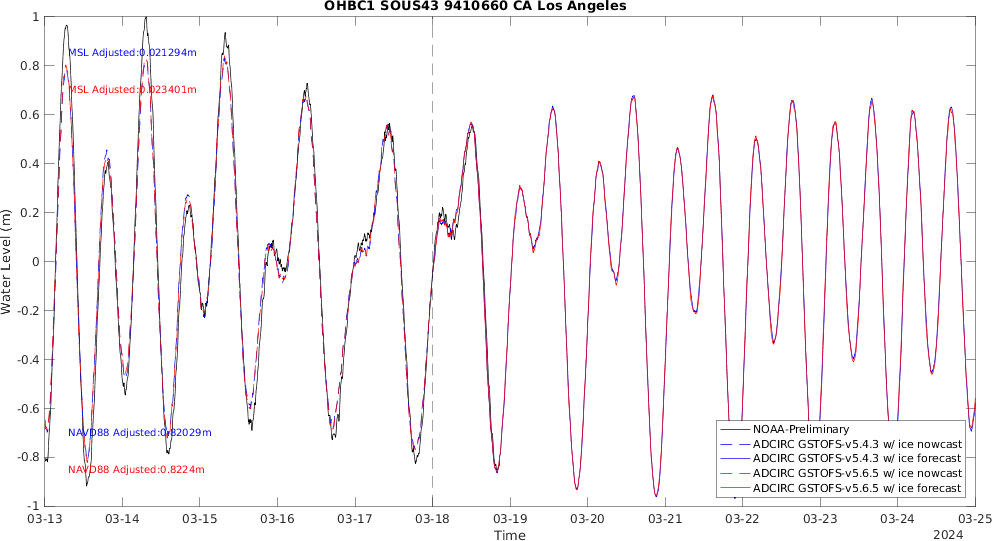 OHBC1 SOUS43 9410660 CA Los Angeles
1
0.8
0.6
0.4
0.2
0
-0.2
-0.4
-0.6
-0.8
-1
Water Level (m)
MSL Adjusted:0.021294m
MSL Adjusted:0.023401m
NAVD88 Adjusted:0.82029m
NAVD88 Adjusted:0.8224m
NOAA-Preliminary
ADCIRC GSTOFS-v5.4.3 w/ ice nowcast
ADCIRC GSTOFS-v5.4.3 w/ ice forecast
ADCIRC GSTOFS-v5.6.5 w/ ice nowcast
ADCIRC GSTOFS-v5.6.5 w/ ice forecast
03-13 03-14 03-15 03-16 03-17 03-18 03-19 03-20 03-21 03-22 03-23 03-24 03-25
Time
2024